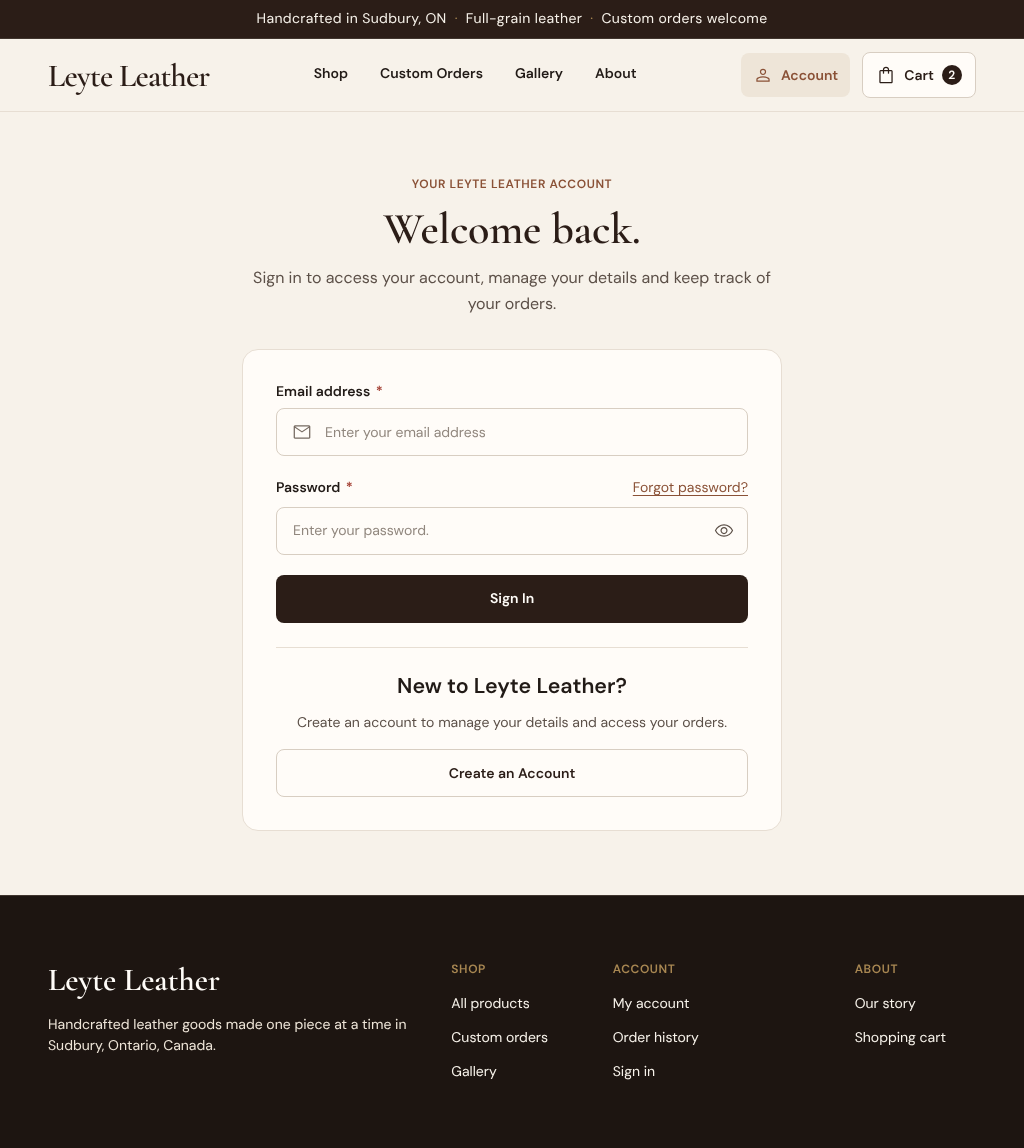 Handcrafted in Sudbury, ON · Full-grain leather · Custom orders welcome
Leyte Leather
Shop
Custom Orders
Gallery
About
Account
Cart 2
YOUR LEYTE LEATHER ACCOUNT
Welcome back.
Sign in to access your account, manage your details and keep track of
your orders.
Email address *
Enter your email address
Password *
Forgot password?
Enter your password.
Sign In
New to Leyte Leather?
Create an account to manage your details and access your orders.
Create an Account
Leyte Leather
Handcrafted leather goods made one piece at a time in
Sudbury, Ontario, Canada.
SHOP
All products
Custom orders
Gallery
ACCOUNT
My account
Order history
Sign in
ABOUT
Our story
Shopping cart